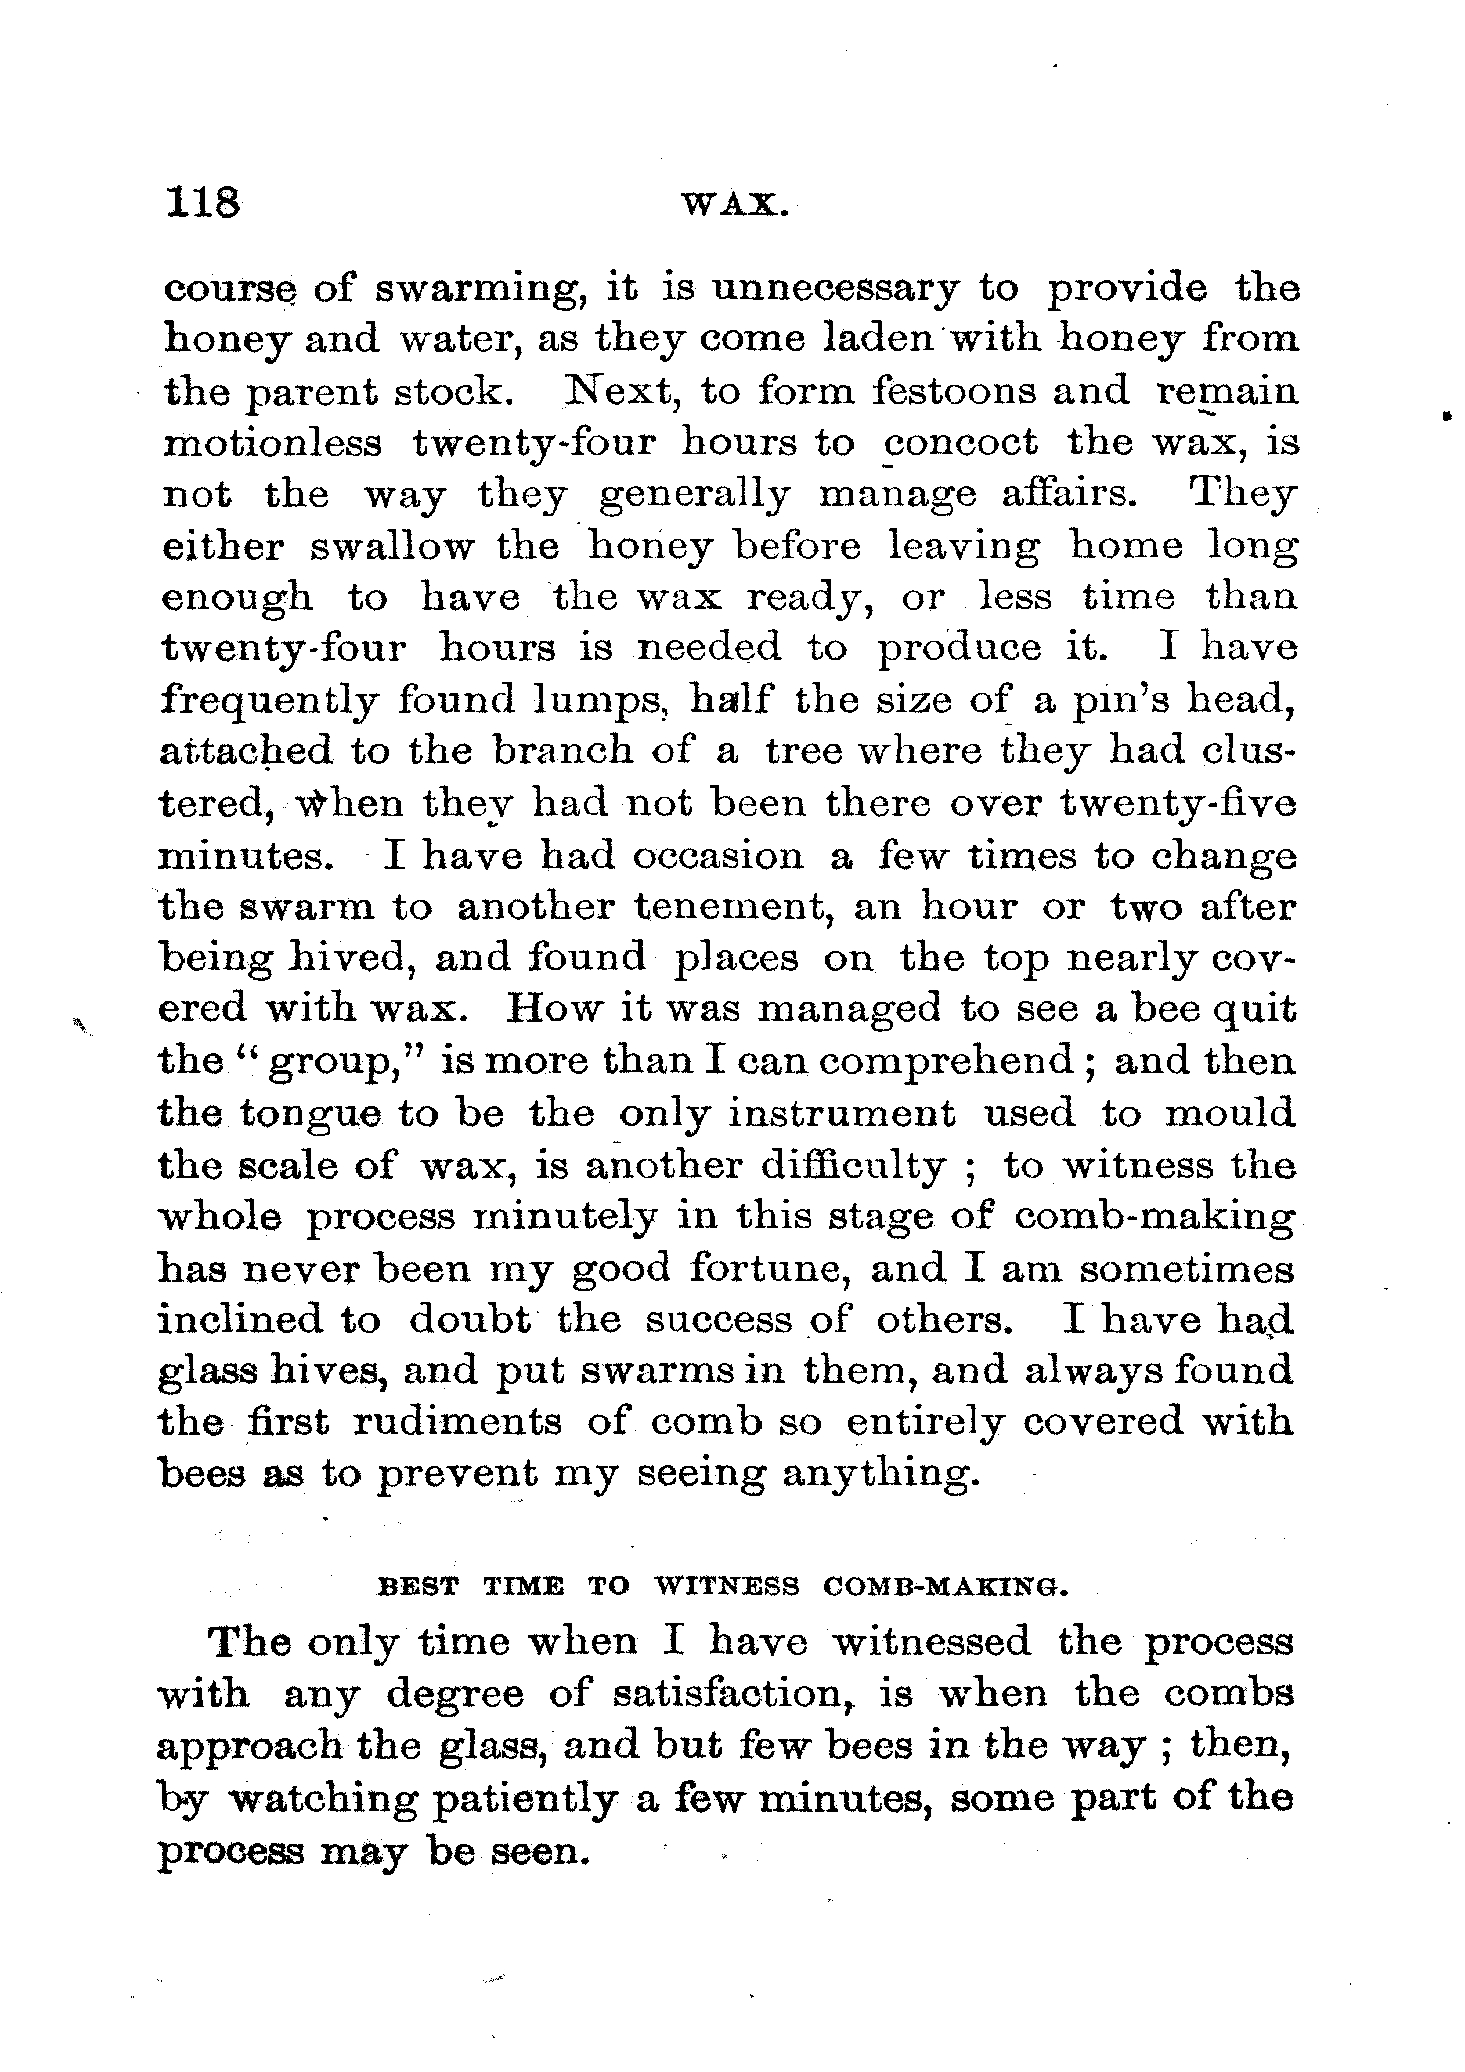 118 WAX.
course of swarming, it is unnecessary to provide the
honey and water, as they come laden with honey from
the parent stock. Next, to form festoons and remain
motionless twenty-four hours to concoct the wax, is
not the way they generally manage affairs. They
either swallow the honey before leaving home long
enough to have the wax ready, or less time than
twenty-four hours is needed to produce it. I have
frequently found lumps, half the size of a pin's head,
attached to the branch of a tree where they had clus-
tered, when they had not been there over twenty-five
minutes. I have had occasion a few times to change
the swarm to another tenement, an hour or two after
being hived, and found places on the top nearly cov-
ered with wax. How it was managed to see a bee quit
the “group,” is more than I can comprehend; and then
the tongue to be the only instrument used to mould
the scale of wax, is another difficulty; to witness the
whole process minutely in this stage of comb-making
has never been my good fortune, and I am sometimes
inclined to doubt the success of others. I have had
glass hives, and put swarms in them, and always found
the first rudiments of comb so entirely covered with
bees as to prevent my seeing anything.
BEST TIME TO WITNESS COMB-MAKING.
The only time when I have witnessed the process
with any degree of satisfaction, is when the combs
approach the glass, and but few bees in the way; then,
by watching patiently a few minutes, some part of the
process may be seen.